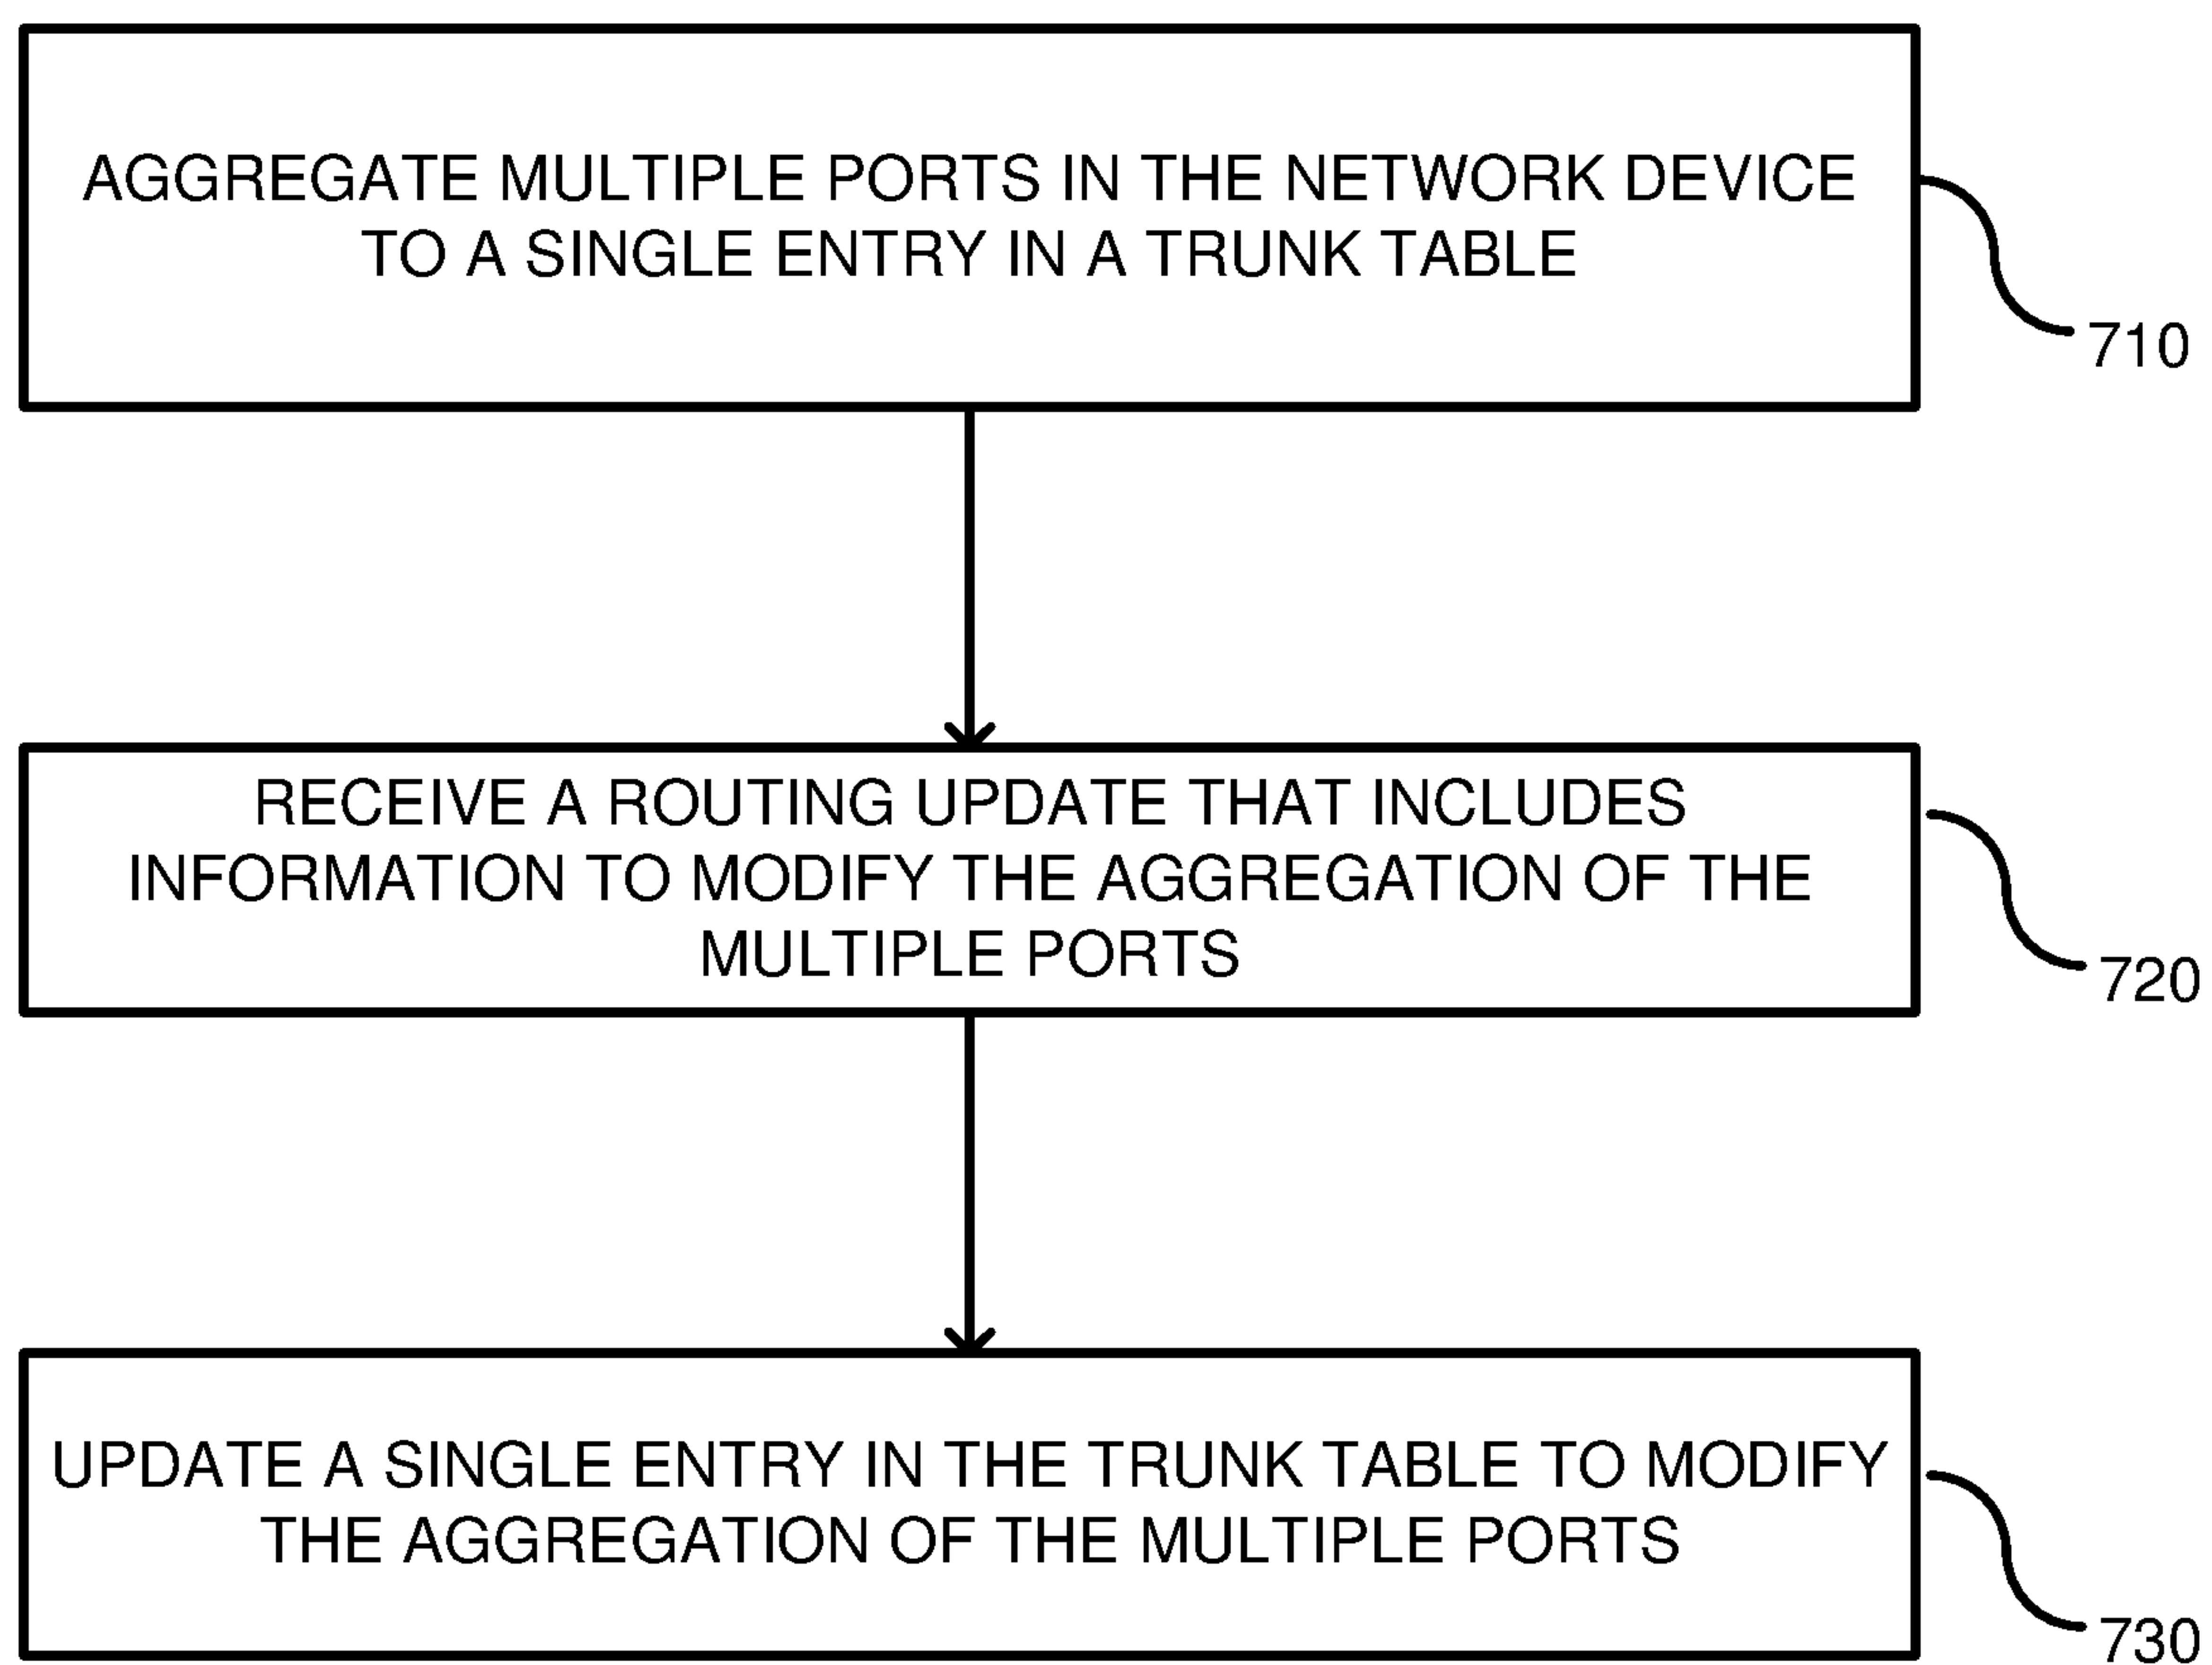 AGGREGATE MULTIPLE PORTS IN THE NETWORK DEVICE
TO A SINGLE ENTRY IN A TRUNK TABLE
710
RECEIVE A ROUTING UPDATE THAT INCLUDES
INFORMATION TO MODIFY THE AGGREGATION OF THE
MULTIPLE PORTS
720
UPDATE A SINGLE ENTRY IN THE TRUNK TABLE TO MODIFY
THE AGGREGATION OF THE MULTIPLE PORTS
730